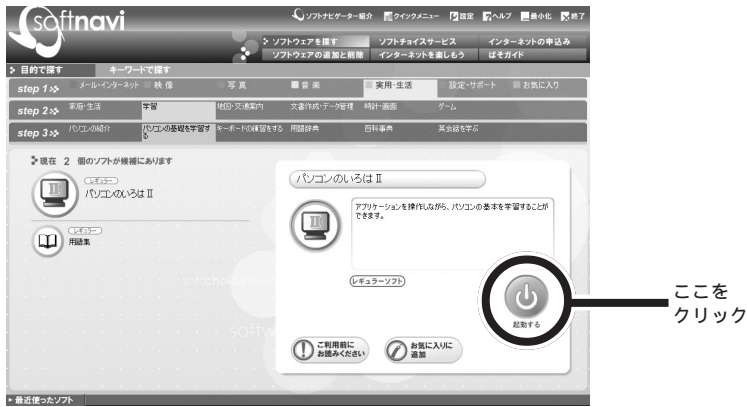 softnavi
ソフトナビゲーター紹介 クイックメニュー 設定 ヘルプ 最小化 終了
ソフトウェアを探す ソフトチョイスサービス インターネットの申込み
ソフトウェアの追加と削除 インターネットを楽しもう ぱそガイド
目的で探す キーワードで探す
step 1 メール・インターネット 映像 写真 音楽 実用・生活 設定・サポート お気に入り
step 2 家庭・生活 学習 地図・交通案内 文書作成・データ管理 時計・画面 ゲーム
step 3 パソコンの紹介 パソコンの基礎を学習する キーボードの練習をする 用語辞典 百科事典 英会話を学ぶ
現在 2 個のソフトが候補にあります
レギュラー
パソコンのいろはⅡ
レギュラー
用語集
パソコンのいろはⅡ
アプリケーションを操作しながら、パソコンの基本を学習することが
できます。
レギュラーソフト
起動する
ご利用前に
お読みください
お気に入りに
追加
ここを
クリック
最近使ったソフト